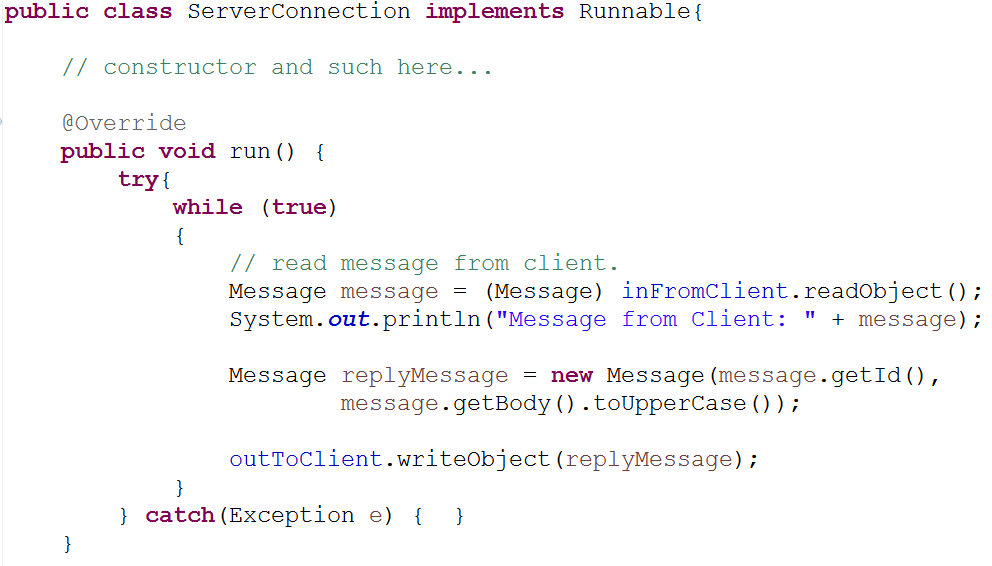 public class ServerConnection implements Runnable{
// constructor and such here...
@Override
public void run() {
try{
while (true)
{
// read message from client.
Message message = (Message) inFromClient.readObject();
System.out.println("Message from Client: " + message);
Message replyMessage = new Message(message.getId(),
message.getBody().toUpperCase());
outToClient.writeObject(replyMessage);
}
} catch(Exception e) {  }
}